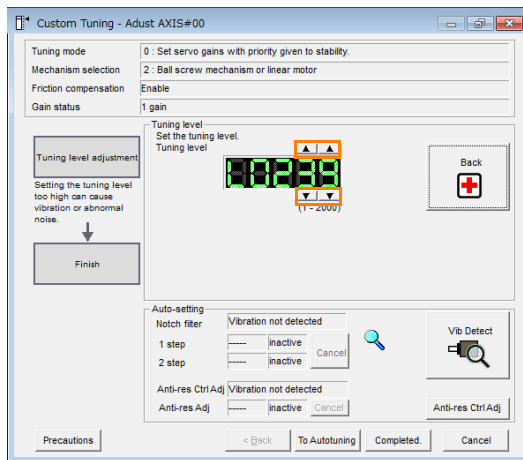 Custom Tuning - Adust AXIS#00
Tuning mode
0 : Set servo gains with priority given to stability.
Mechanism selection
2 : Ball screw mechanism or linear motor
Friction compensation
Enable
Gain status
1 gain
Tuning level adjustment
Setting the tuning level
too high can cause
vibration or abnormal
noise.
Finish
Tuning level
Set the tuning level.
Tuning level
L0299
(1 - 2000)
Back
Auto-setting
Notch filter
Vibration not detected
1 step
-----
inactive
2 step
-----
inactive
Cancel
Anti-res Ctrl Adj
Vibration not detected
Anti-res Adj
-----
inactive
Cancel
Vib Detect
Anti-res Ctrl Adj
Precautions
< Back
To Autotuning
Completed.
Cancel